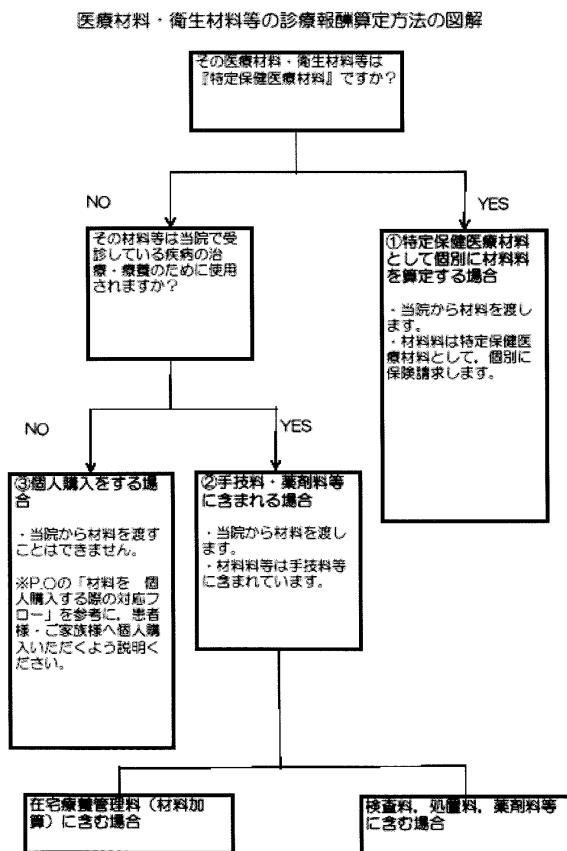 医療材料・衛生材料等の診療報酬算定方法の図解
その医療材料・衛生材料等は
『特定保健医療材料』ですか？
NO
YES
その材料等は当院で受
診している疾病の治
療・療養のために使用
されますか？
①特定保健医療材料
として個別に材料料
を算定する場合
・当院から材料を渡し
ます。
・材料料は特定保健医
療材料として，個別に
保険請求します。
NO
YES
③個人購入をする場
合
・当院から材料を渡す
ことはできません。
※P.○の「材料を　個
人購入する際の対応フ
ロー」を参考に，患者
様・ご家族様へ個人購
入いただくよう説明く
ださい。
②手技料・薬剤料等
に含まれる場合
・当院から材料を渡し
ます。
・材料料等は手技料等
に含まれています。
在宅療養管理料（材料加
算）に含む場合
検査料，処置料，薬剤料等
に含む場合